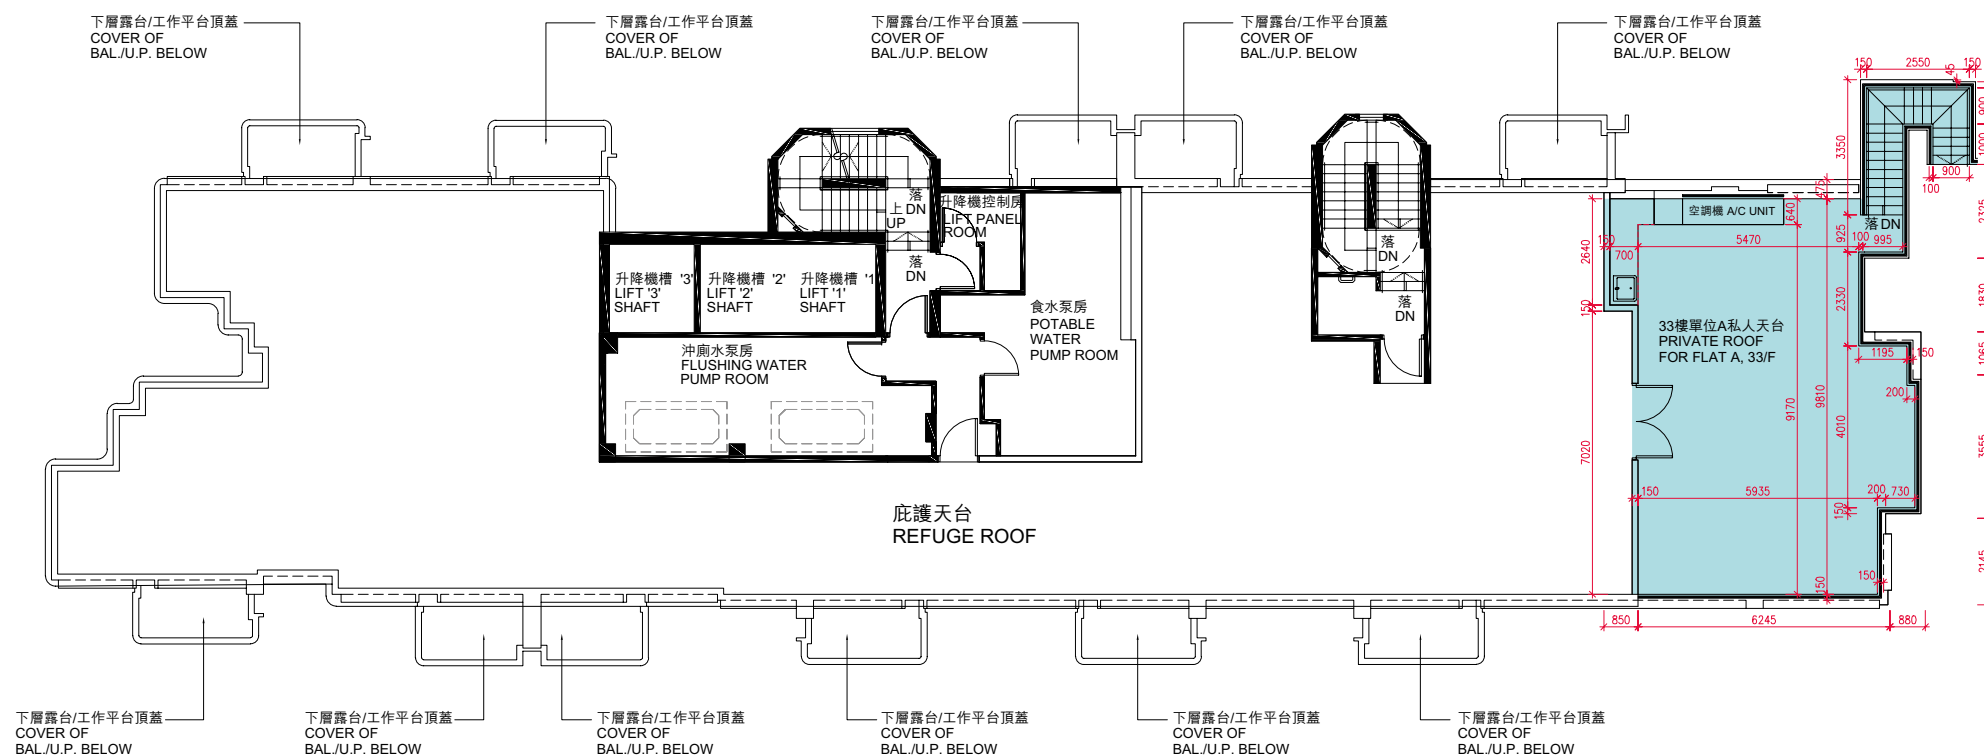 下層露台/工作平台頂蓋
COVER OF
BAL./U.P. BELOW
下層露台/工作平台頂蓋
COVER OF
BAL./U.P. BELOW
下層露台/工作平台頂蓋
COVER OF
BAL./U.P. BELOW
下層露台/工作平台頂蓋
COVER OF
BAL./U.P. BELOW
下層露台/工作平台頂蓋
COVER OF
BAL./U.P. BELOW
150
2550
150
45
900
1000
3350
900
100
475
落
DN
上
UP
落
DN
升降機控制房
LIFT PANEL
ROOM
落
DN
落
DN
空調機 A/C UNIT
640
落 DN
2325
925
100
995
150
5470
700
2640
150
升降機槽 '3'
LIFT '3'
SHAFT
升降機槽 '2'
LIFT '2'
SHAFT
升降機槽 '1'
LIFT '1'
SHAFT
食水泵房
POTABLE
WATER
PUMP ROOM
沖廁水泵房
FLUSHING WATER
PUMP ROOM
33樓單位A私人天台
PRIVATE ROOF
FOR FLAT A, 33/F
2330
1830
1195
150
1065
200
9170
9810
4010
3555
7020
150
5935
200
730
150
庇護天台
REFUGE ROOF
150
150
2145
850
6245
880
下層露台/工作平台頂蓋
COVER OF
BAL./U.P. BELOW
下層露台/工作平台頂蓋
COVER OF
BAL./U.P. BELOW
下層露台/工作平台頂蓋
COVER OF
BAL./U.P. BELOW
下層露台/工作平台頂蓋
COVER OF
BAL./U.P. BELOW
下層露台/工作平台頂蓋
COVER OF
BAL./U.P. BELOW
下層露台/工作平台頂蓋
COVER OF
BAL./U.P. BELOW